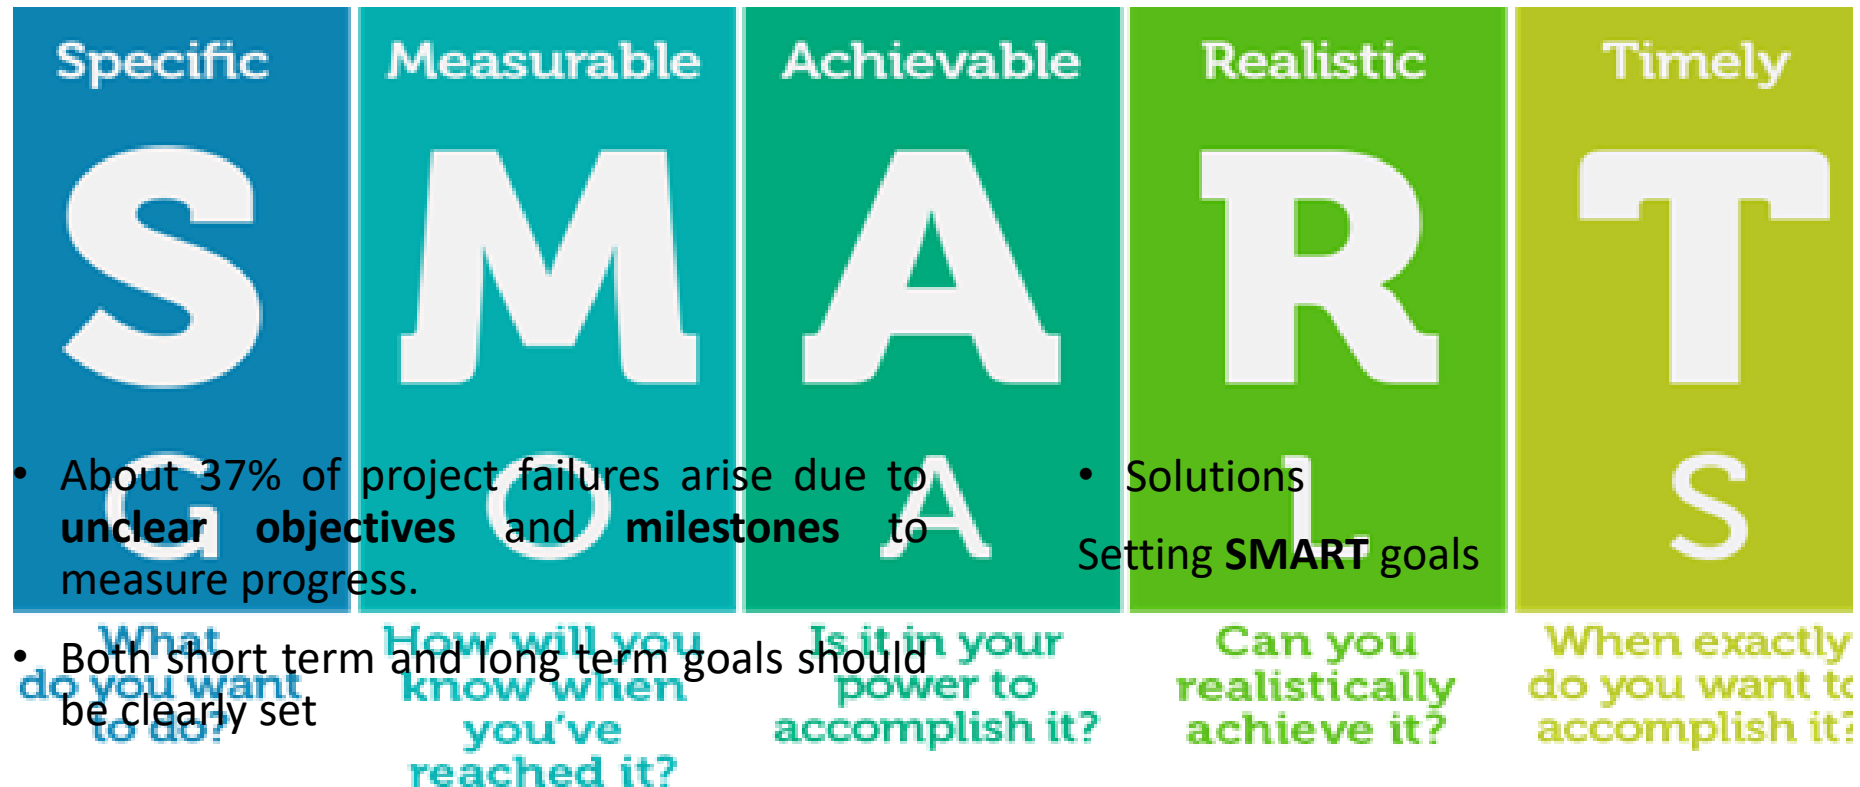 Specific Measurable Achievable Realistic Timely
S M A R T
G O A L S
What
do you want
to do?
How will you
know when
you've
reached it?
Is it in your
power to
accomplish it?
Can you
realistically
achieve it?
When exactly
do you want to
accomplish it?
• About 37% of project failures arise due to
unclear objectives and milestones to
measure progress.
• Both short term and long term goals should
be clearly set
• Solutions
Setting SMART goals